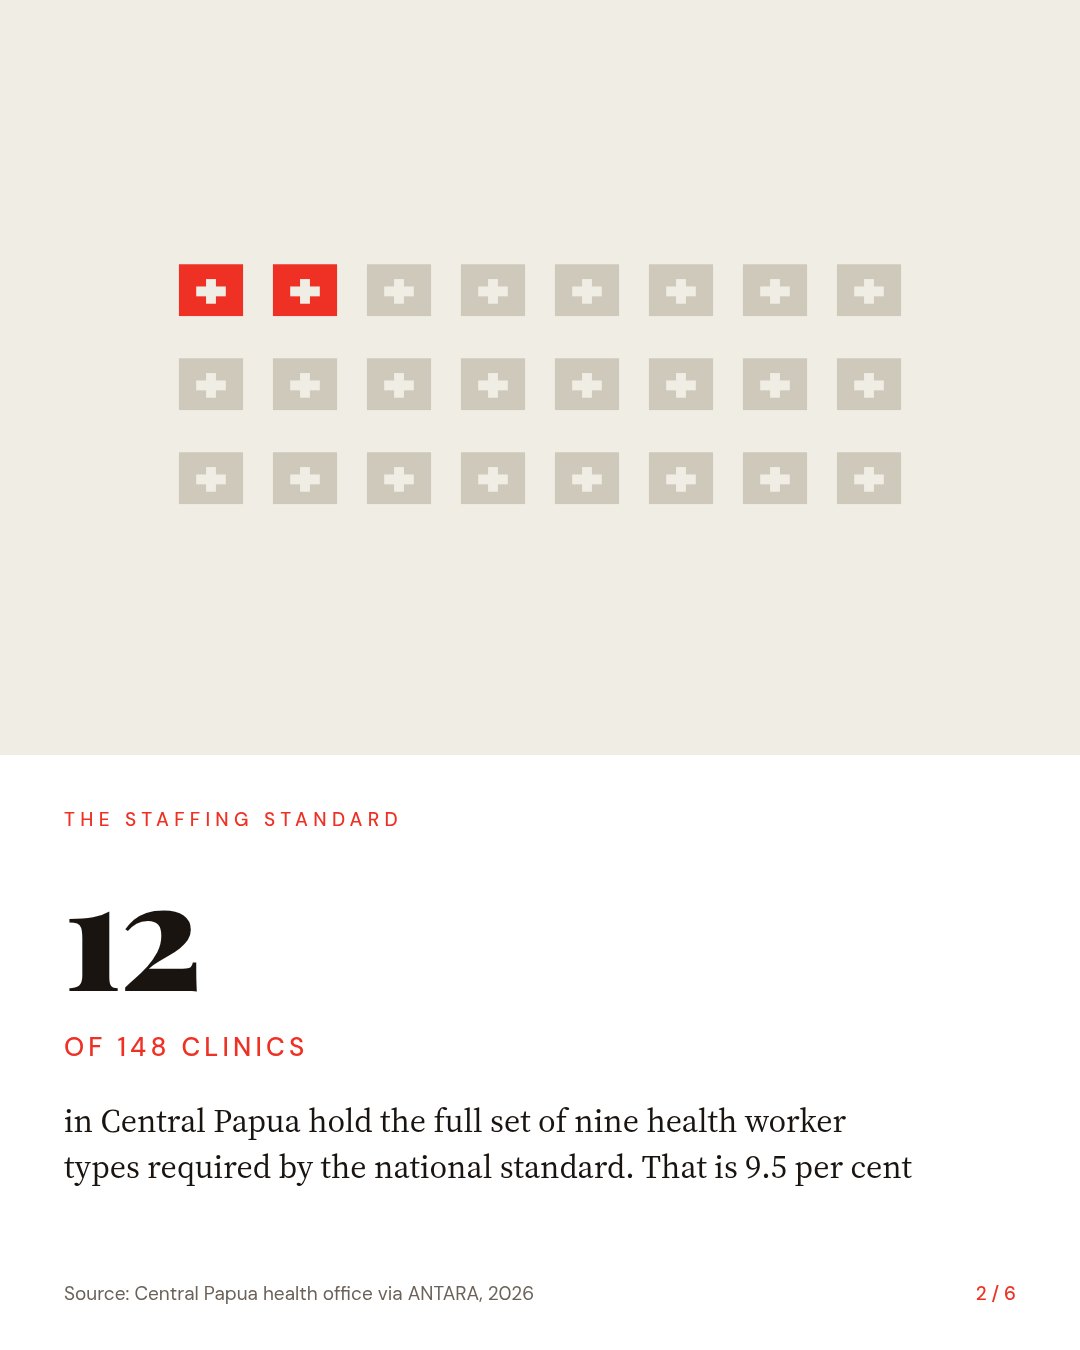 THE STAFFING STANDARD
12
OF 148 CLINICS
in Central Papua hold the full set of nine health worker
types required by the national standard. That is 9.5 per cent
Source: Central Papua health office via ANTARA, 2026
2 / 6